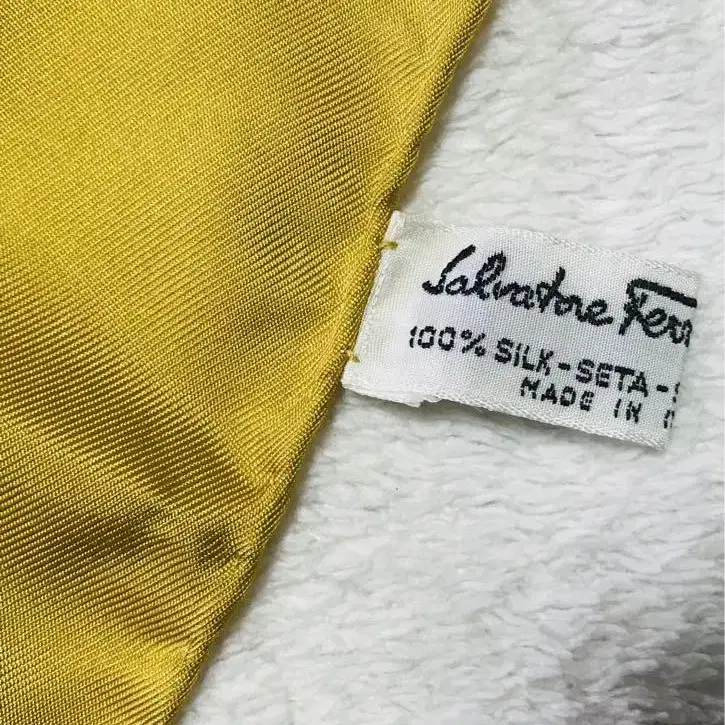 Salvatore Ferr
100% SILK-SETA-S
MADE IN